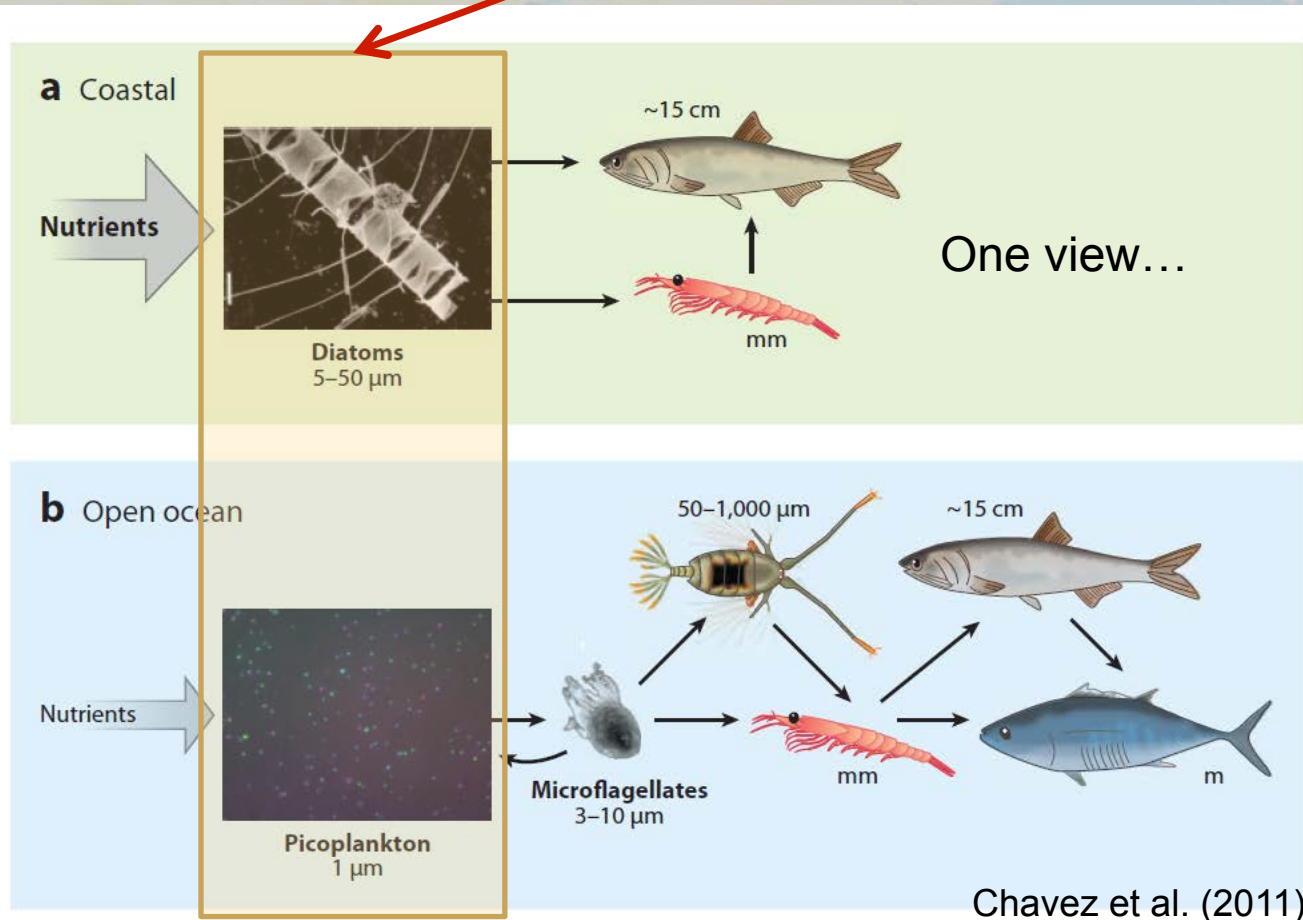 a Coastal
Nutrients
Diatoms
5–50 μm
~15 cm
mm
One view…
b Open ocean
Nutrients
Picoplankton
1 μm
Microflagellates
3–10 μm
50–1,000 μm
mm
~15 cm
m
Chavez et al. (2011)